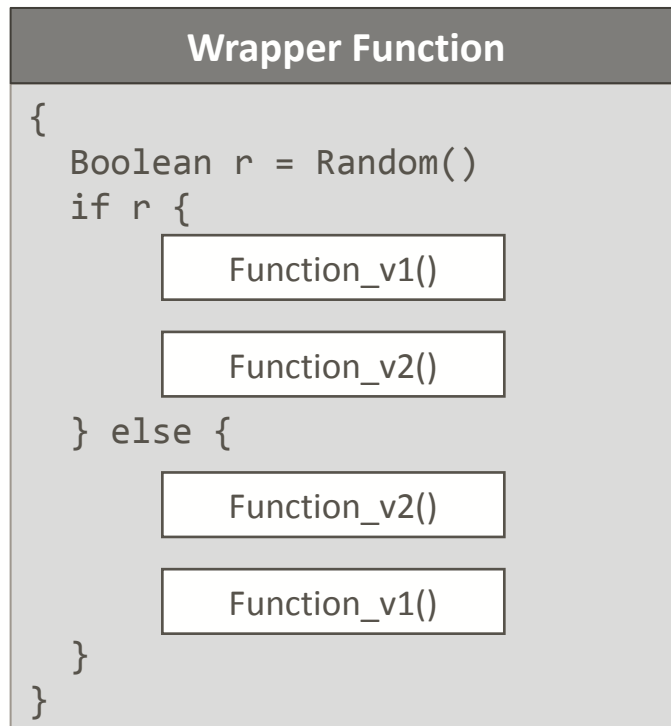 Wrapper Function
{
Boolean r = Random()
if r {
Function_v1()
Function_v2()
} else {
Function_v2()
Function_v1()
}
}